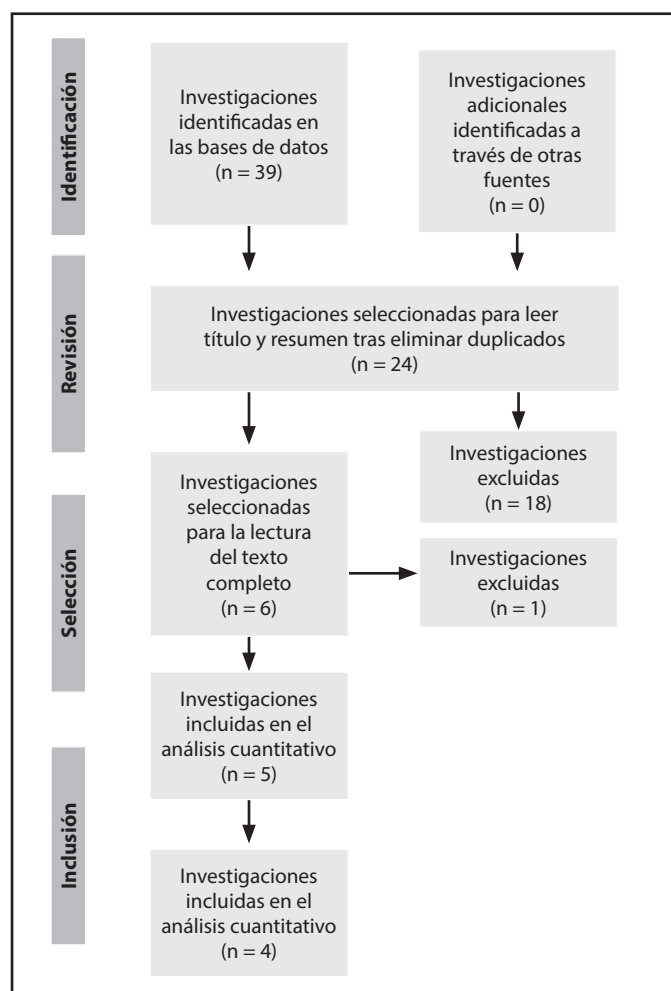 Identificación
Investigaciones
identificadas en
las bases de datos
(n = 39)
Investigaciones
adicionales
identificadas a
través de otras
fuentes
(n = 0)
Revisión
Investigaciones seleccionadas para leer
título y resumen tras eliminar duplicados
(n = 24)
Investigaciones
excluidas
(n = 18)
Selección
Investigaciones
seleccionadas
para la lectura
del texto
completo
(n = 6)
Investigaciones
excluidas
(n = 1)
Investigaciones
incluidas en el
análisis cuantitativo
(n = 5)
Inclusión
Investigaciones
incluidas en el
análisis cuantitativo
(n = 4)